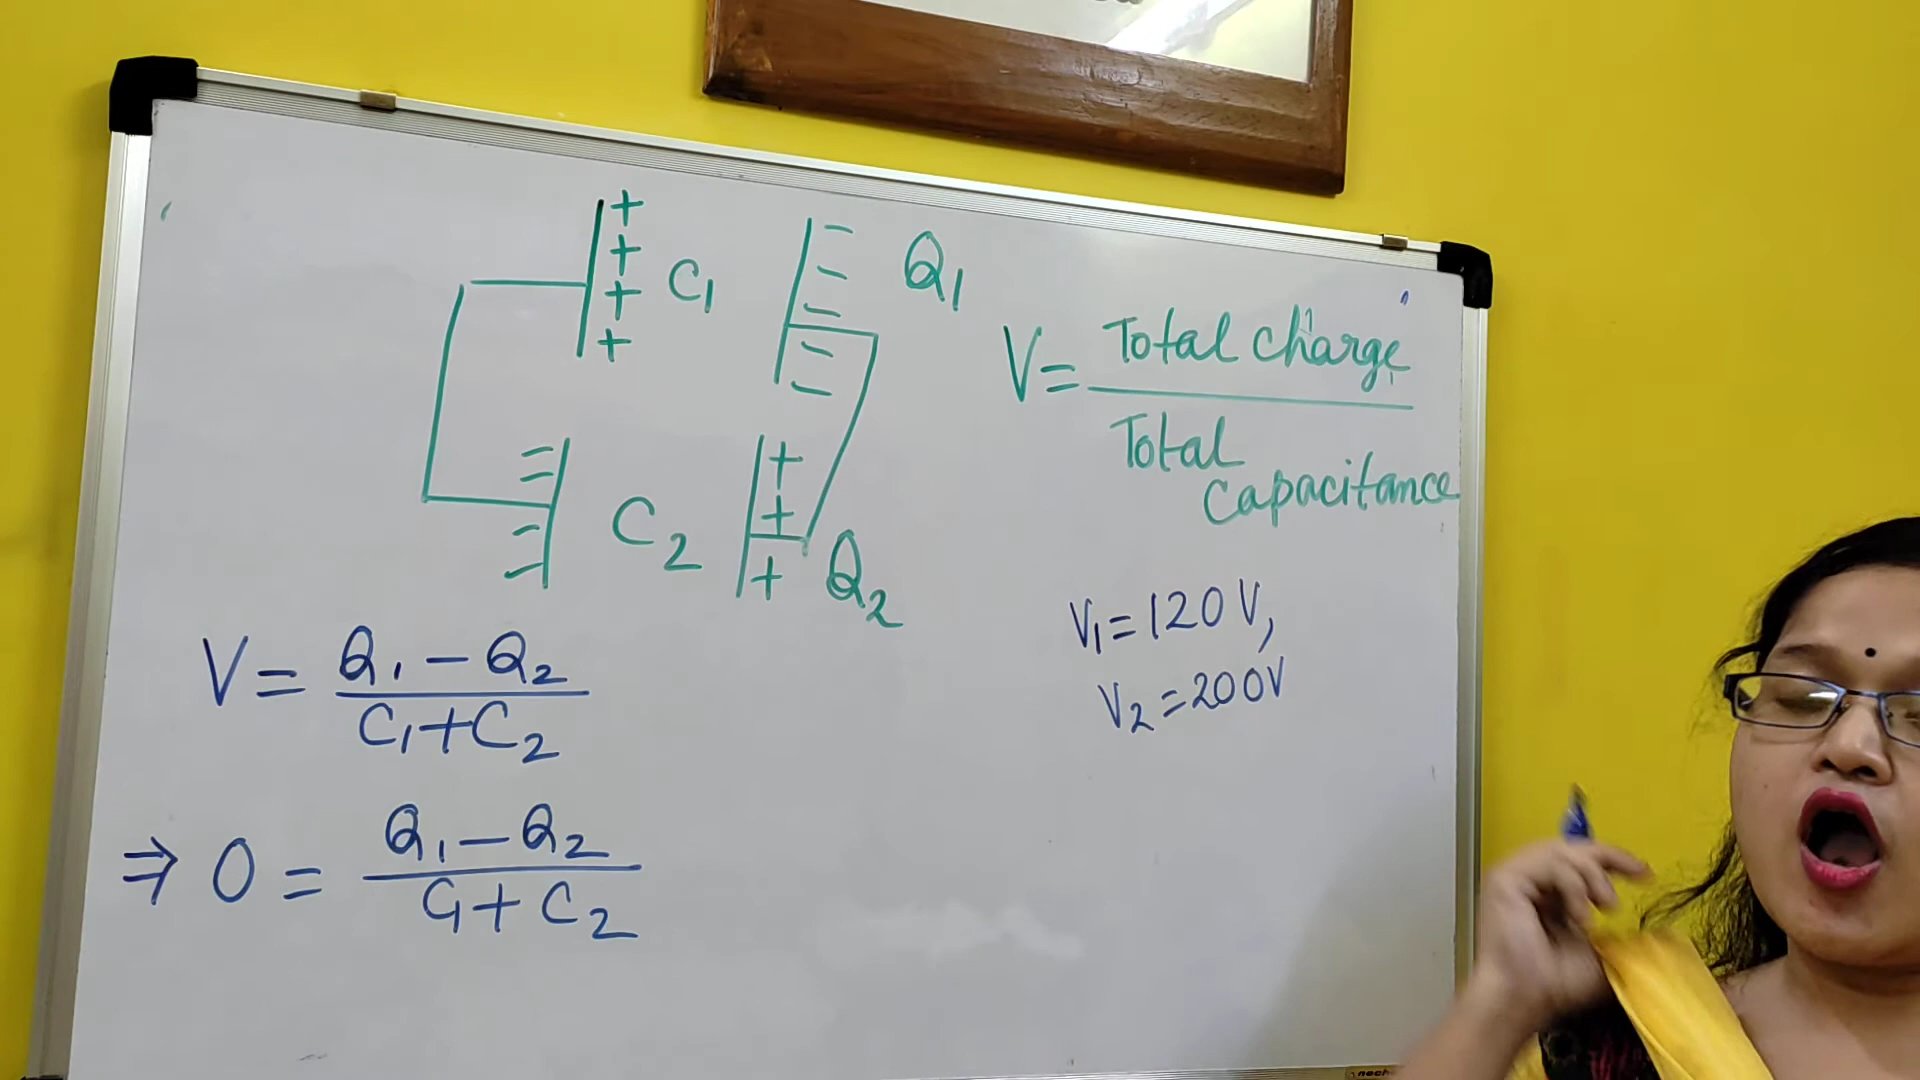 +
+
+
+
C₁
Q₁
V = Total charge
Total
capacitance
C₂
+
+
+
Q₂
V₁ = 120 V,
V₂ = 200V
V = Q₁ − Q₂
C₁ + C₂
⇒ 0 = Q₁ − Q₂
C₁ + C₂